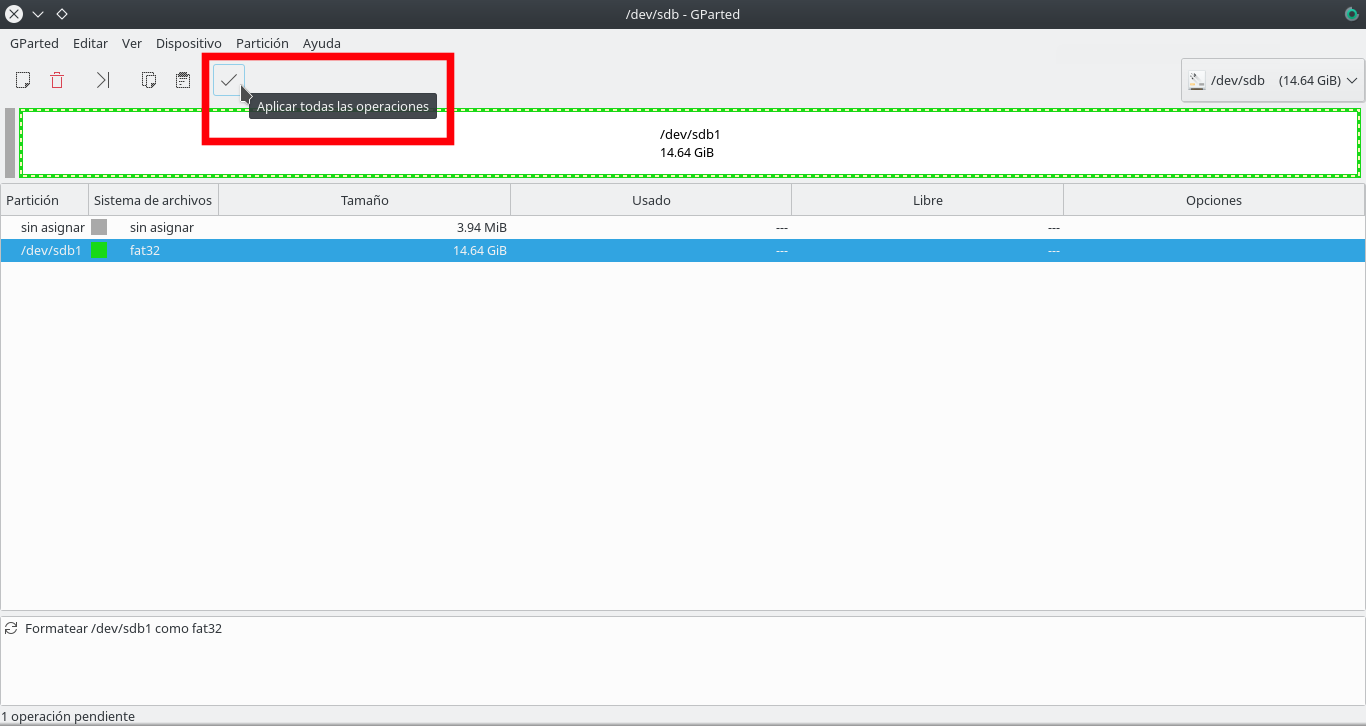 /dev/sdb - GParted
GParted Editar Ver Dispositivo Partición Ayuda
/dev/sdb (14.64 GiB)
Aplicar todas las operaciones
/dev/sdb1
14.64 GiB
Partición Sistema de archivos Tamaño Usado Libre Opciones
sin asignar sin asignar 3.94 MiB --- ---
/dev/sdb1 fat32 14.64 GiB --- ---
Formatear /dev/sdb1 como fat32
1 operación pendiente